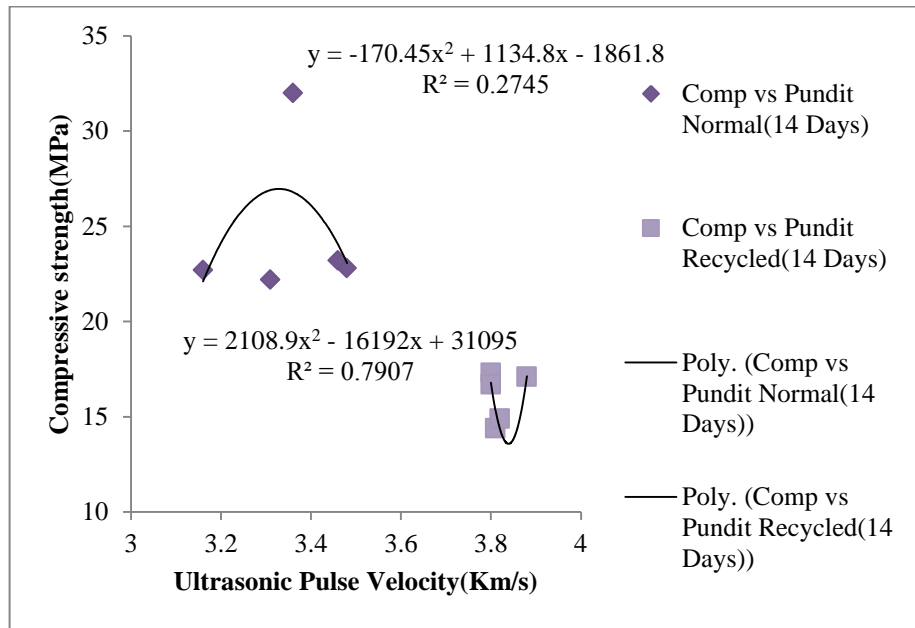 y = -170.45x² + 1134.8x - 1861.8
R² = 0.2745
y = 2108.9x² - 16192x + 31095
R² = 0.7907
35
30
25
20
15
10
3
3.2
3.4
3.6
3.8
4
Compressive strength(MPa)
Ultrasonic Pulse Velocity(Km/s)
Comp vs Pundit
Normal(14 Days)
Comp vs Pundit
Recycled(14 Days)
Poly. (Comp vs
Pundit Normal(14
Days))
Poly. (Comp vs
Pundit Recycled(14
Days))